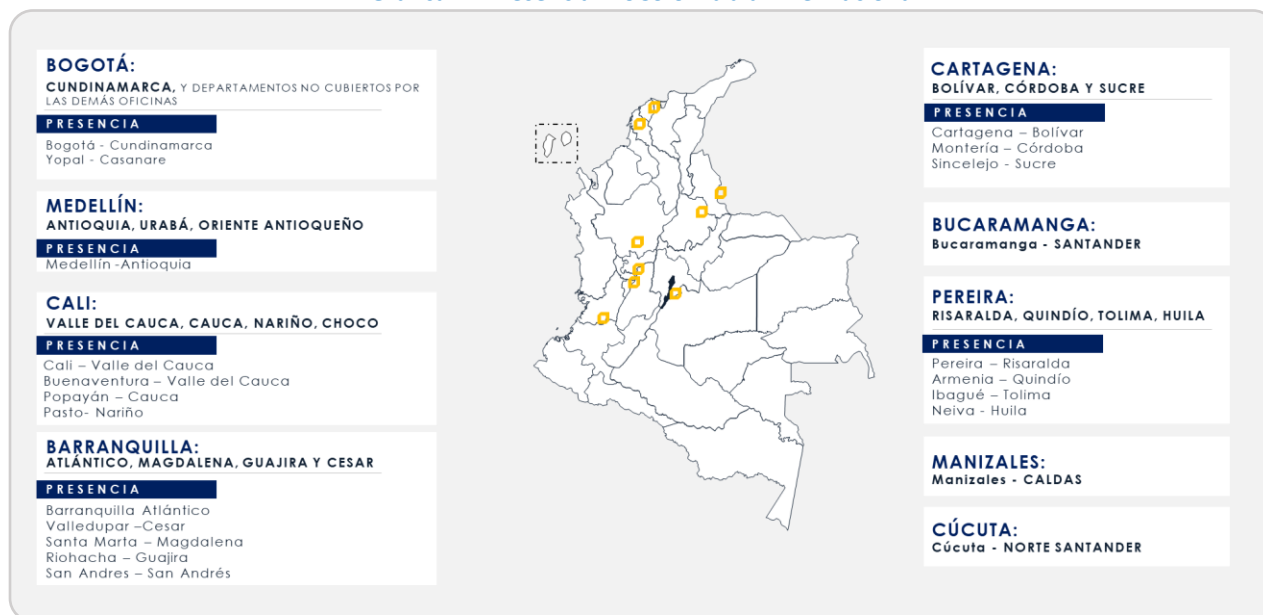 BOGOTÁ:
CUNDINAMARCA, Y DEPARTAMENTOS NO CUBIERTOS POR
LAS DEMÁS OFICINAS
PRESENCIA
Bogotá - Cundinamarca
Yopal - Casanare
MEDELLÍN:
ANTIOQUIA, URABÁ, ORIENTE ANTIOQUEÑO
PRESENCIA
Medellín -Antioquia
CALI:
VALLE DEL CAUCA, CAUCA, NARIÑO, CHOCO
PRESENCIA
Cali – Valle del Cauca
Buenaventura – Valle del Cauca
Popayán – Cauca
Pasto- Nariño
BARRANQUILLA:
ATLÁNTICO, MAGDALENA, GUAJIRA Y CESAR
PRESENCIA
Barranquilla Atlántico
Valledupar –Cesar
Santa Marta – Magdalena
Riohacha – Guajira
San Andres – San Andrés
CARTAGENA:
BOLÍVAR, CÓRDOBA Y SUCRE
PRESENCIA
Cartagena – Bolívar
Montería – Córdoba
Sincelejo - Sucre
BUCARAMANGA:
Bucaramanga - SANTANDER
PEREIRA:
RISARALDA, QUINDÍO, TOLIMA, HUILA
PRESENCIA
Pereira – Risaralda
Armenia – Quindío
Ibagué – Tolima
Neiva - Huila
MANIZALES:
Manizales - CALDAS
CÚCUTA:
Cúcuta - NORTE SANTANDER